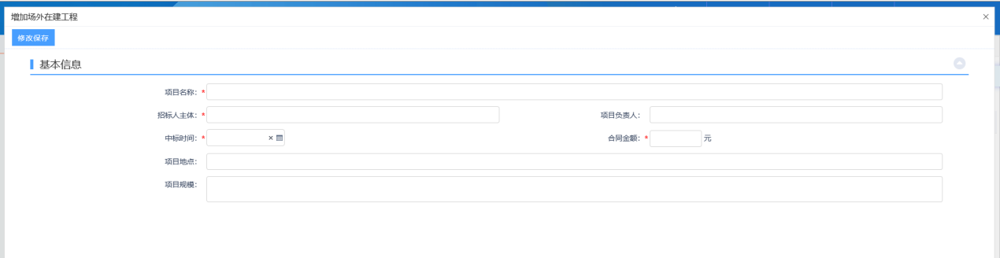 增加场外在建工程
修改保存
基本信息
项目名称：*
招标人主体：* 项目负责人：
中标时间：* 合同金额：* 元
项目地点：
项目规模：